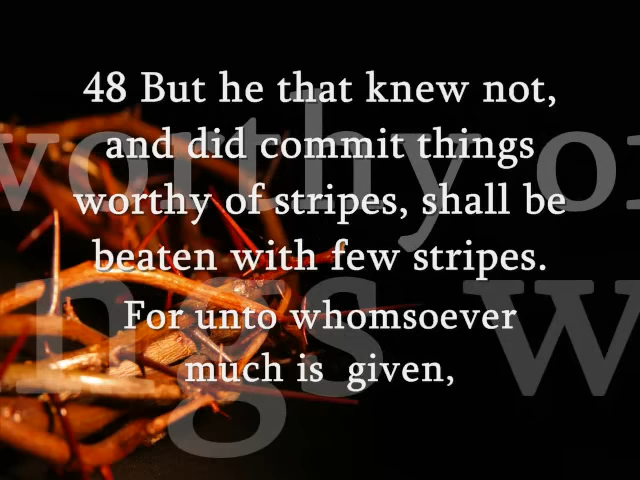 48 But he that knew not,
and did commit things
worthy of stripes, shall be
beaten with few stripes.
For unto whomsoever
much is given,